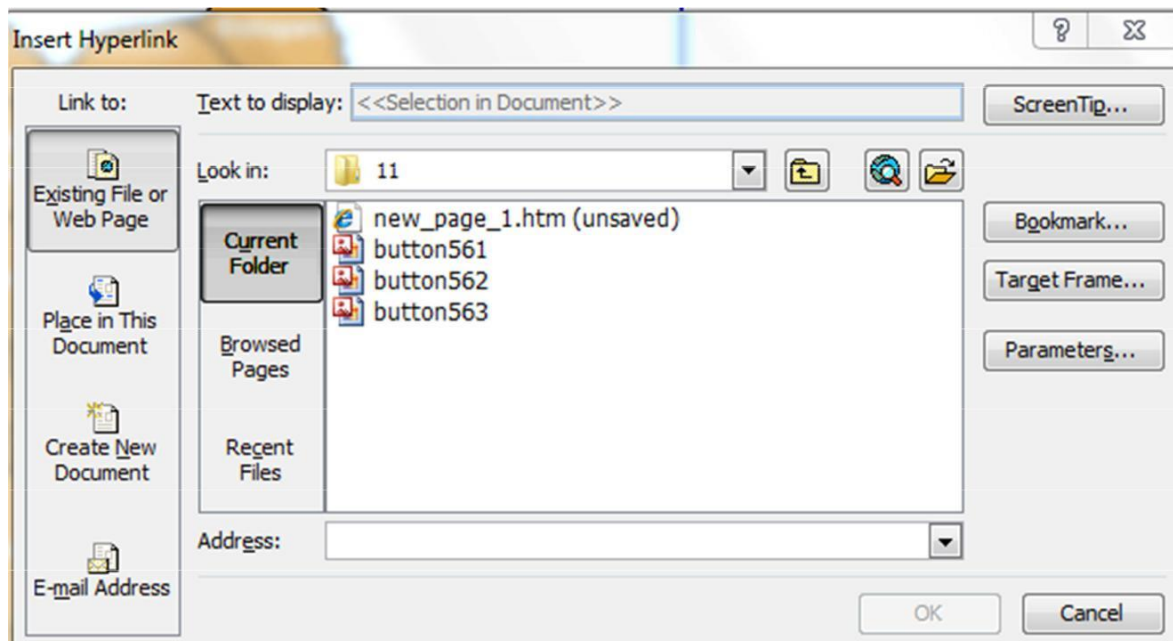 Insert Hyperlink
Link to:
Text to display: <<Selection in Document>>
ScreenTip...
Existing File or
Web Page
Look in: 11
Current
Folder
new_page_1.htm (unsaved)
button561
button562
button563
Bookmark...
Target Frame...
Place in This
Document
Browsed
Pages
Parameters...
Create New
Document
Recent
Files
Address:
E-mail Address
OK
Cancel